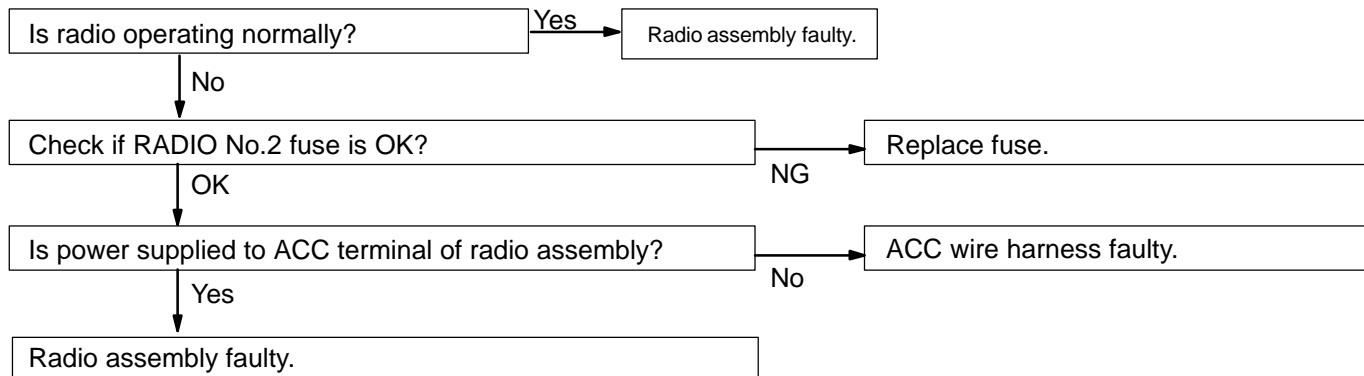 Is radio operating normally?
Yes
Radio assembly faulty.
No
Check if RADIO No.2 fuse is OK?
NG
Replace fuse.
OK
Is power supplied to ACC terminal of radio assembly?
No
ACC wire harness faulty.
Yes
Radio assembly faulty.